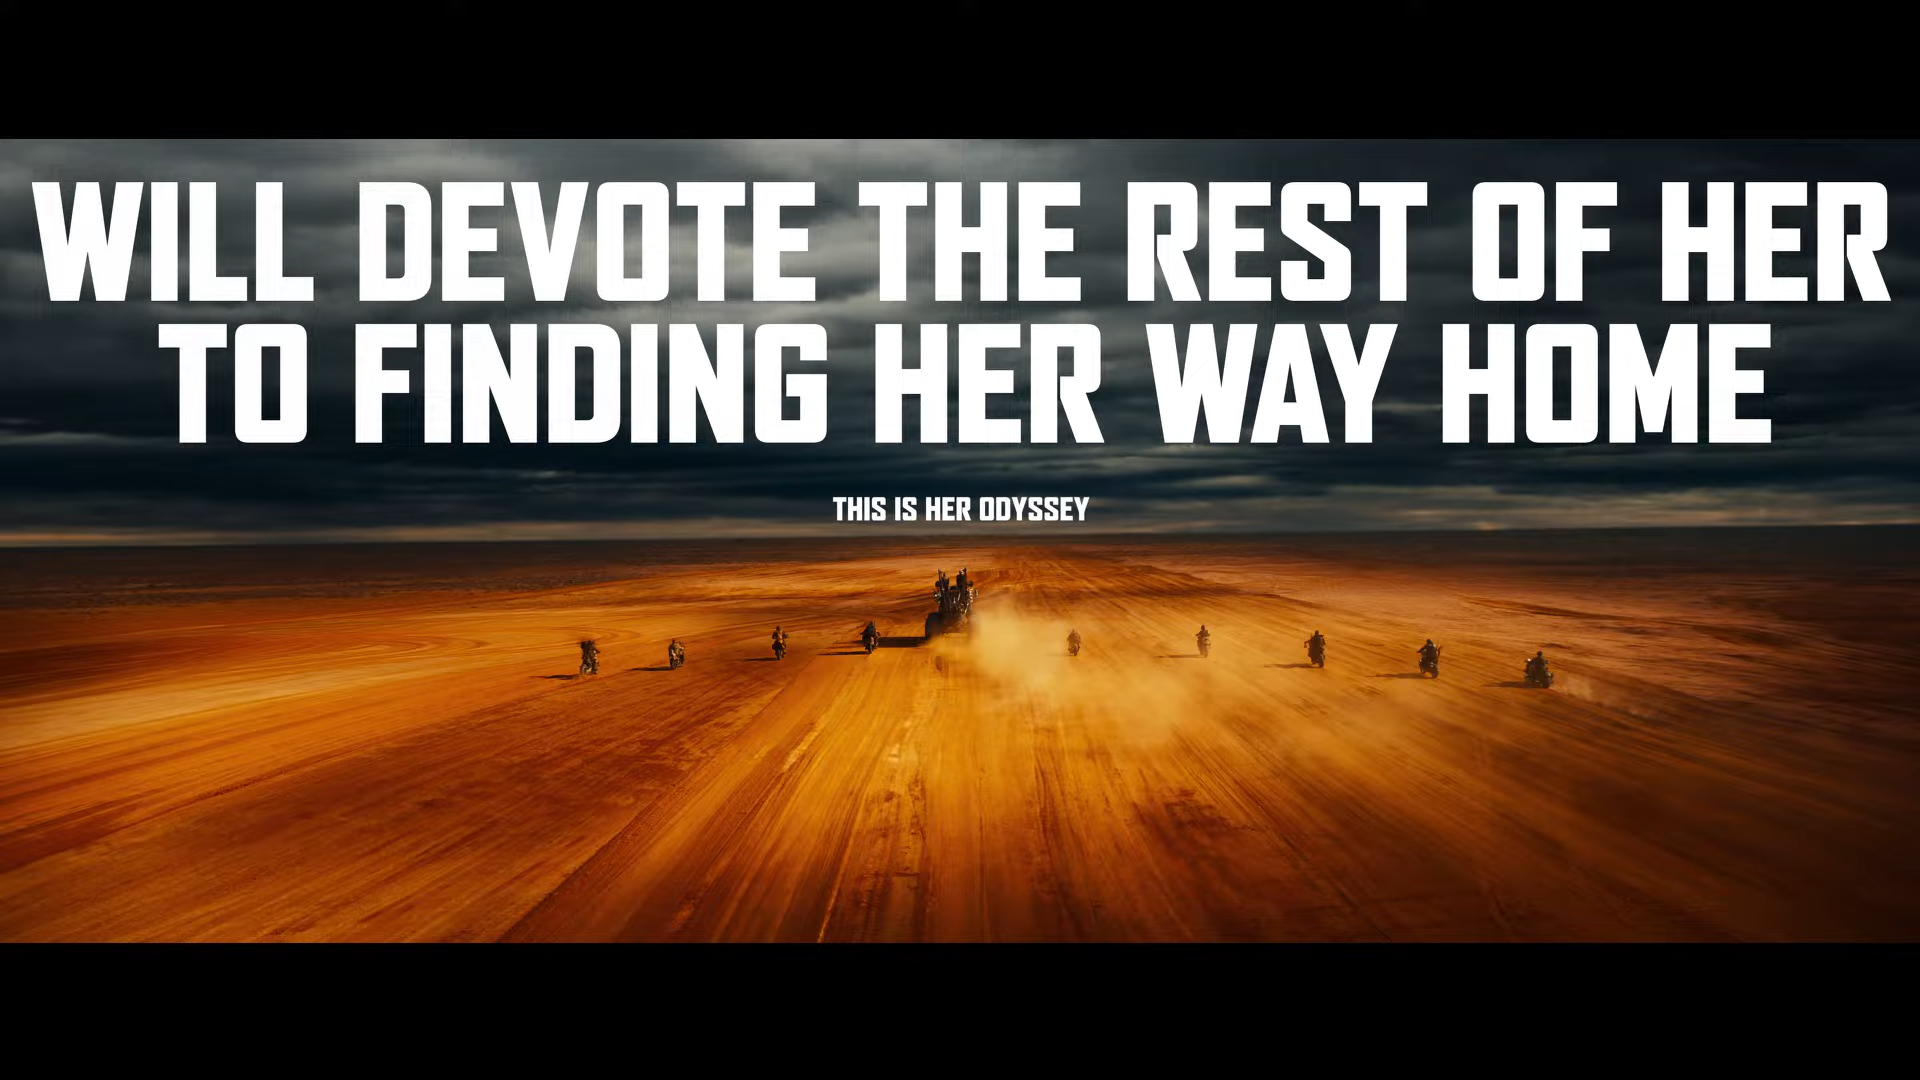 WILL DEVOTE THE REST OF HER
TO FINDING HER WAY HOME
THIS IS HER ODYSSEY